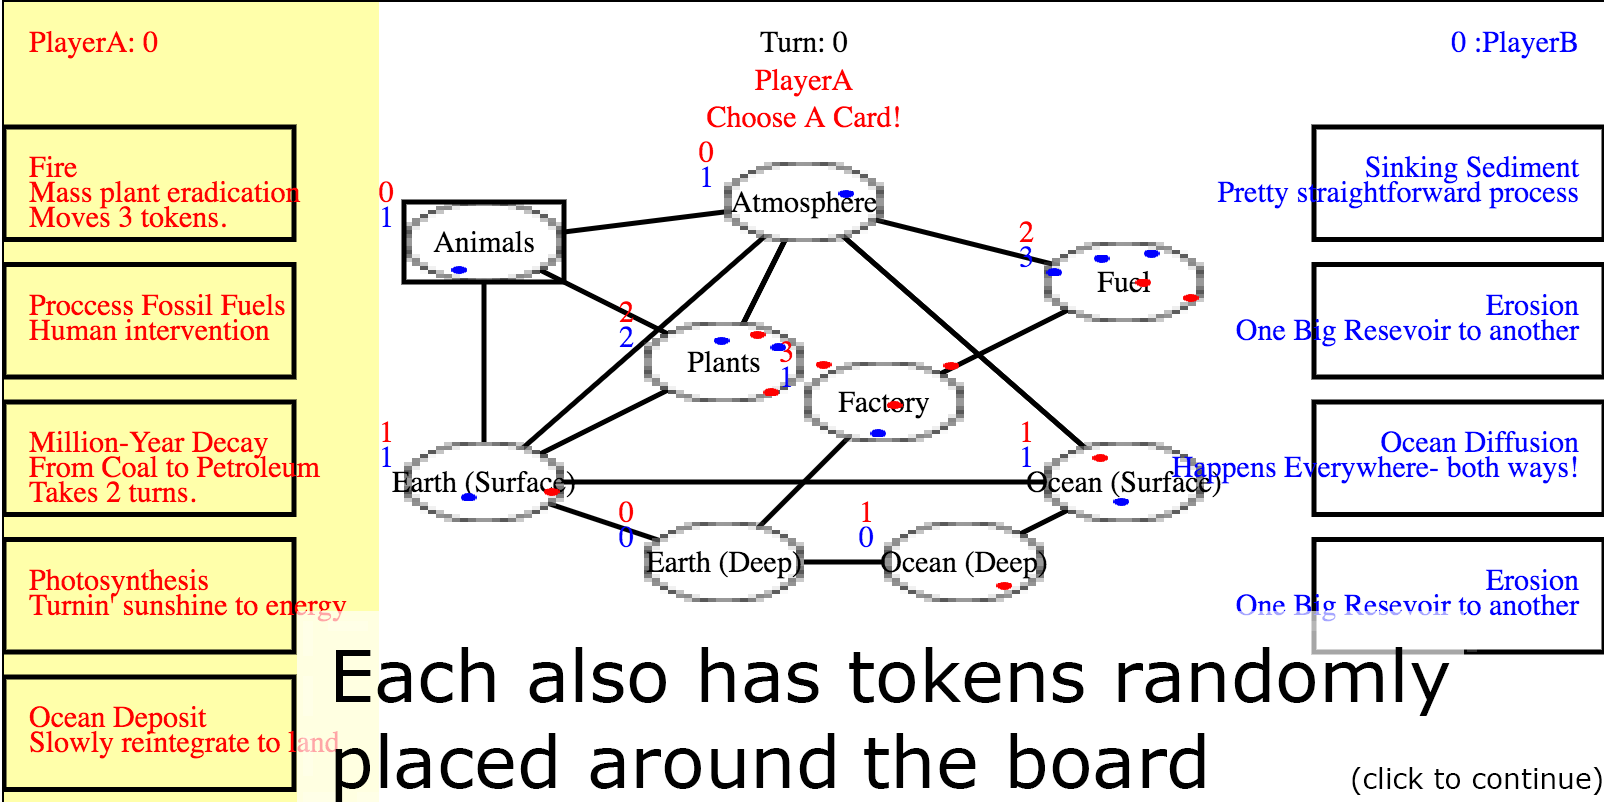 PlayerA: 0
Turn: 0
0 :PlayerB
PlayerA
Choose A Card!
Fire
Mass plant eradication
Moves 3 tokens.
Proccess Fossil Fuels
Human intervention
Million-Year Decay
From Coal to Petroleum
Takes 2 turns.
Photosynthesis
Turnin' sunshine to energy
Ocean Deposit
Slowly reintegrate to land
0
1
Atmosphere
0
1
Animals
2
3
Fuel
2
2
Plants
3
1
Factory
1
1
Earth (Surface)
1
1
Ocean (Surface)
0
0
Earth (Deep)
1
0
Ocean (Deep)
Sinking Sediment
Pretty straightforward process
Erosion
One Big Resevoir to another
Ocean Diffusion
Happens Everywhere- both ways!
Erosion
One Big Resevoir to another
Each also has tokens randomly
placed around the board
(click to continue)